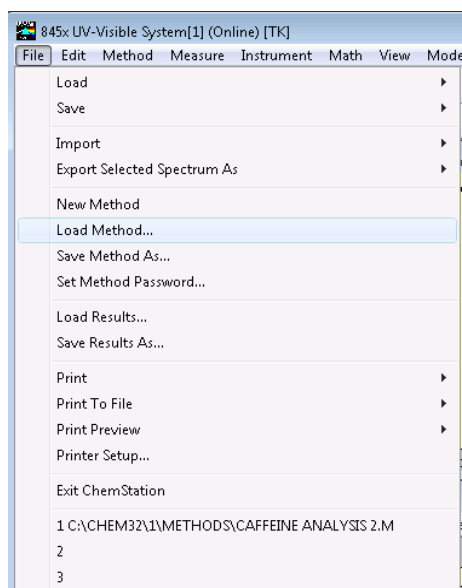 845x UV-Visible System[1] (Online) [TK]
File Edit Method Measure Instrument Math View Mode
Load
Save
Import
Export Selected Spectrum As
New Method
Load Method...
Save Method As...
Set Method Password...
Load Results...
Save Results As...
Print
Print To File
Print Preview
Printer Setup...
Exit ChemStation
1 C:\CHEM32\1\METHODS\CAFFEINE ANALYSIS 2.M
2
3